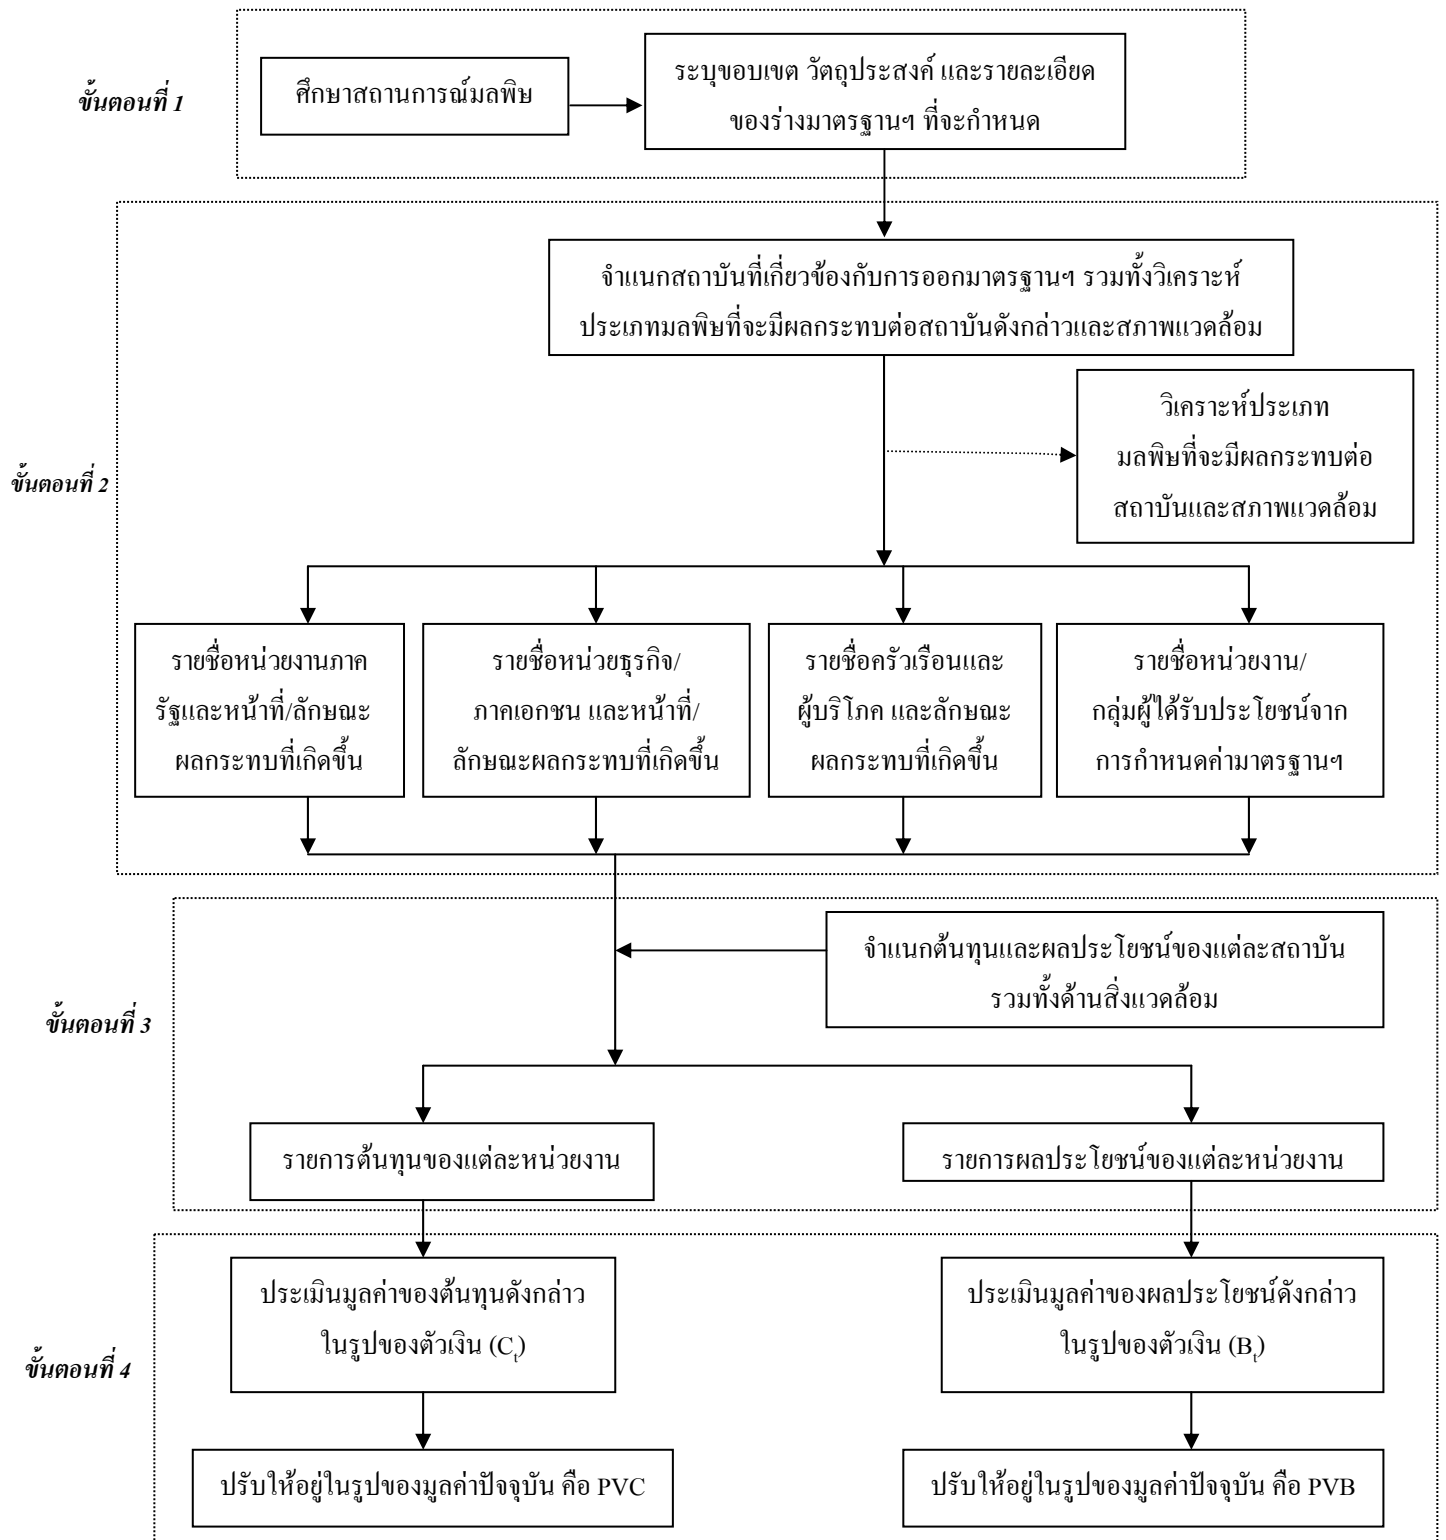 ขั้นตอนที่ 1
ศึกษาสถานการณ์มลพิษ
ระบุขอบเขต วัตถุประสงค์ และรายละเอียด
ของร่างมาตรฐานฯ ที่จะกำหนด
ขั้นตอนที่ 2
จำแนกสถาบันที่เกี่ยวข้องกับการออกมาตรฐานฯ รวมทั้งวิเคราะห์
ประเภทมลพิษที่จะมีผลกระทบต่อสถาบันดังกล่าวและสภาพแวดล้อม
วิเคราะห์ประเภท
มลพิษที่จะมีผลกระทบต่อ
สถาบันและสภาพแวดล้อม
รายชื่อหน่วยงานภาค
รัฐและหน้าที่/ลักษณะ
ผลกระทบที่เกิดขึ้น
รายชื่อหน่วยธุรกิจ/
ภาคเอกชน และหน้าที่/
ลักษณะผลกระทบที่เกิดขึ้น
รายชื่อครัวเรือนและ
ผู้บริโภค และลักษณะ
ผลกระทบที่เกิดขึ้น
รายชื่อหน่วยงาน/
กลุ่มผู้ได้รับประโยชน์จาก
การกำหนดค่ามาตรฐานฯ
ขั้นตอนที่ 3
จำแนกต้นทุนและผลประโยชน์ของแต่ละสถาบัน
รวมทั้งด้านสิ่งแวดล้อม
รายการต้นทุนของแต่ละหน่วยงาน
รายการผลประโยชน์ของแต่ละหน่วยงาน
ขั้นตอนที่ 4
ประเมินมูลค่าของต้นทุนดังกล่าว
ในรูปของตัวเงิน (Cₜ)
ประเมินมูลค่าของผลประโยชน์ดังกล่าว
ในรูปของตัวเงิน (Bₜ)
ปรับให้อยู่ในรูปของมูลค่าปัจจุบัน คือ PVC
ปรับให้อยู่ในรูปของมูลค่าปัจจุบัน คือ PVB